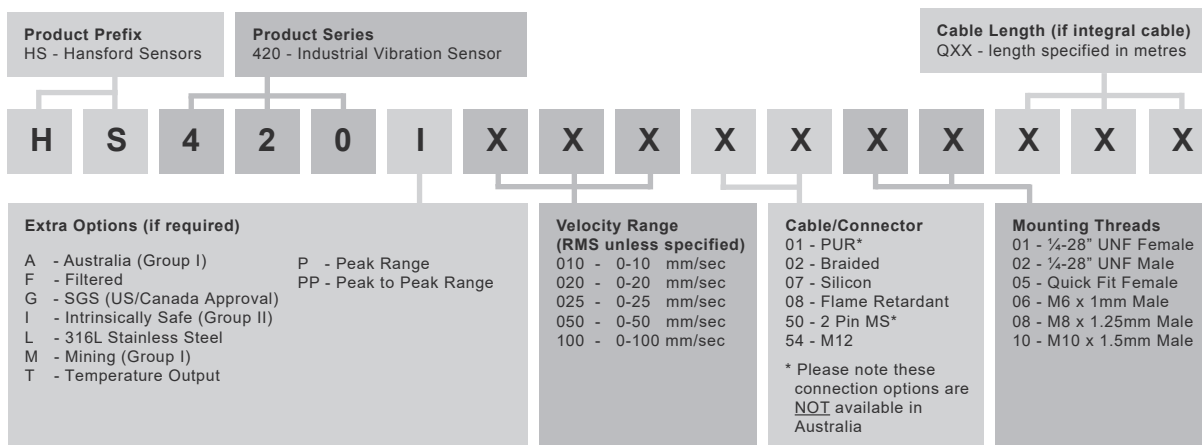 Product Prefix
HS - Hansford Sensors
Product Series
420 - Industrial Vibration Sensor
Cable Length (if integral cable)
QXX - length specified in metres
H S 4 2 0 I X X X X X X X X X X
Extra Options (if required)
A - Australia (Group I)
F - Filtered
G - SGS (US/Canada Approval)
I - Intrinsically Safe (Group II)
L - 316L Stainless Steel
M - Mining (Group I)
T - Temperature Output
P - Peak Range
PP - Peak to Peak Range
Velocity Range
(RMS unless specified)
010 - 0-10 mm/sec
020 - 0-20 mm/sec
025 - 0-25 mm/sec
050 - 0-50 mm/sec
100 - 0-100 mm/sec
Cable/Connector
01 - PUR*
02 - Braided
07 - Silicon
08 - Flame Retardant
50 - 2 Pin MS*
54 - M12
* Please note these
connection options are
NOT available in
Australia
Mounting Threads
01 - ¼-28” UNF Female
02 - ¼-28” UNF Male
05 - Quick Fit Female
06 - M6 x 1mm Male
08 - M8 x 1.25mm Male
10 - M10 x 1.5mm Male